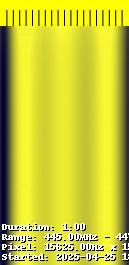 Duration: 1:00
Range: 445.00MHz - 44
Pixel: 15625.00Hz x 1
Started: 2025-04-25 1